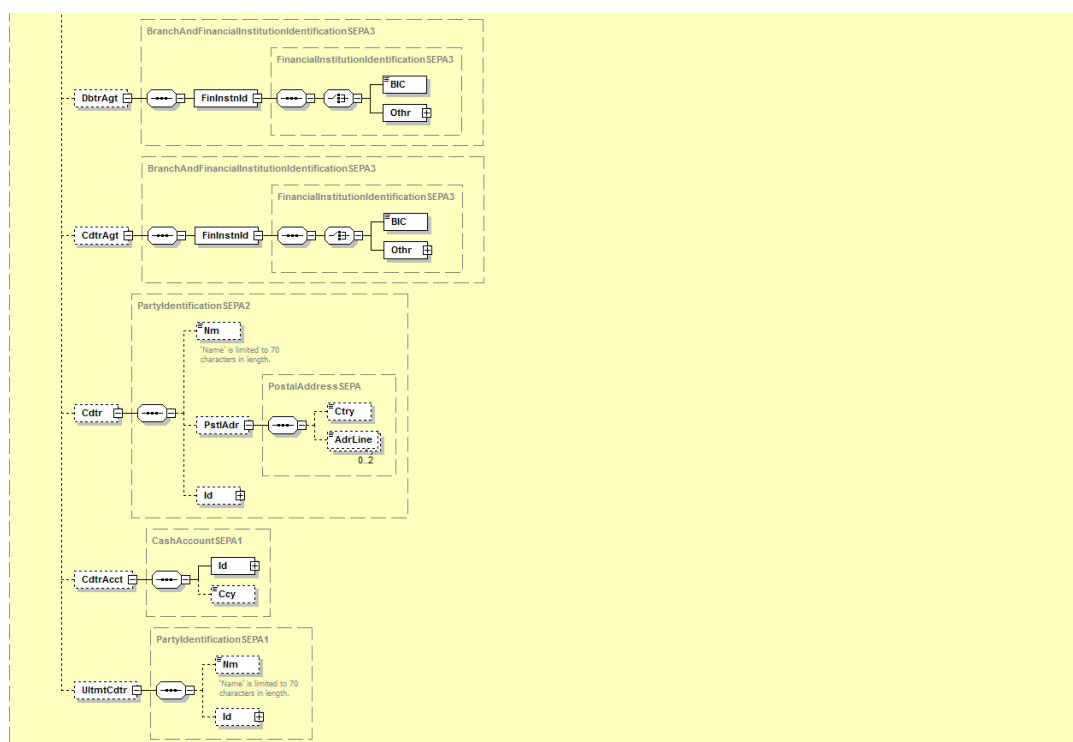 BranchAndFinancialInstitutionIdentificationSEPA3
FinancialInstitutionIdentificationSEPA3
BIC
DbtrAgt
FinInstnId
Othr
BranchAndFinancialInstitutionIdentificationSEPA3
FinancialInstitutionIdentificationSEPA3
BIC
CdtrAgt
FinInstnId
Othr
PartyIdentificationSEPA2
Nm
'Name' is limited to 70
characters in length.
PostalAddressSEPA
Ctry
Cdtr
PstlAdr
AdrLine
0..2
Id
CashAccountSEPA1
Id
CdtrAcct
Ccy
PartyIdentificationSEPA1
Nm
'Name' is limited to 70
characters in length.
UltmtCdtr
Id